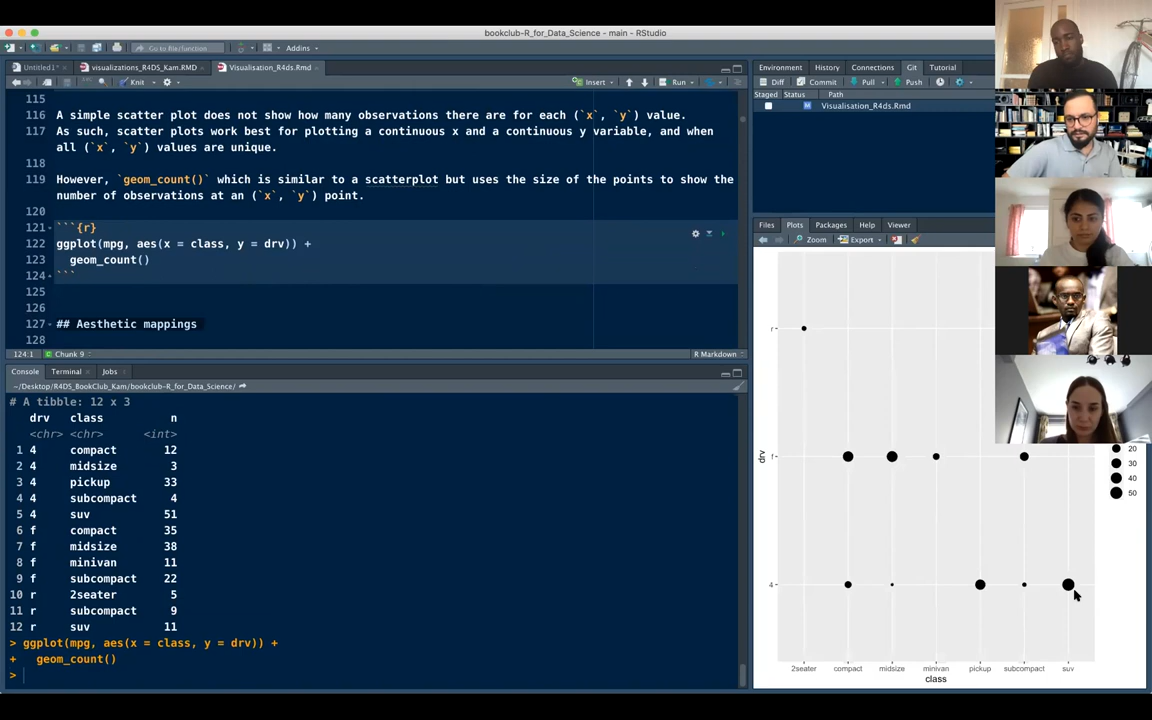 bookclub-R_for_Data_Science - main - RStudio
Go to file/function
Addins
Untitled1*
visualizations_R4DS_Kam.RMD
Visualisation_R4ds.Rmd
Knit
Insert
Run
115
116 A simple scatter plot does not show how many observations there are for each (`x`, `y`) value.
117 As such, scatter plots work best for plotting a continuous x and a continuous y variable, and when
all (`x`, `y`) values are unique.
118
119 However, `geom_count()` which is similar to a scatterplot but uses the size of the points to show the
number of observations at an (`x`, `y`) point.
120
121 ```{r}
122 ggplot(mpg, aes(x = class, y = drv)) +
123 geom_count()
124 ```
125
126
127 ## Aesthetic mappings
128
124:1 Chunk 9 R Markdown
Console Terminal Jobs
~/Desktop/R4DS_BookClub_Kam/bookclub-R_for_Data_Science/
# A tibble: 12 x 3
drv class n
<chr> <chr> <int>
1 4 compact 12
2 4 midsize 3
3 4 pickup 33
4 4 subcompact 4
5 4 suv 51
6 f compact 35
7 f midsize 38
8 f minivan 11
9 f subcompact 22
10 r 2seater 5
11 r subcompact 9
12 r suv 11
> ggplot(mpg, aes(x = class, y = drv)) +
+ geom_count()
>
Environment History Connections Git Tutorial
Diff Commit Pull Push
Staged Status Path
M Visualisation_R4ds.Rmd
Files Plots Packages Help Viewer
Zoom Export
r
f
4
drv
2seater compact midsize minivan pickup subcompact suv
class
20
30
40
50